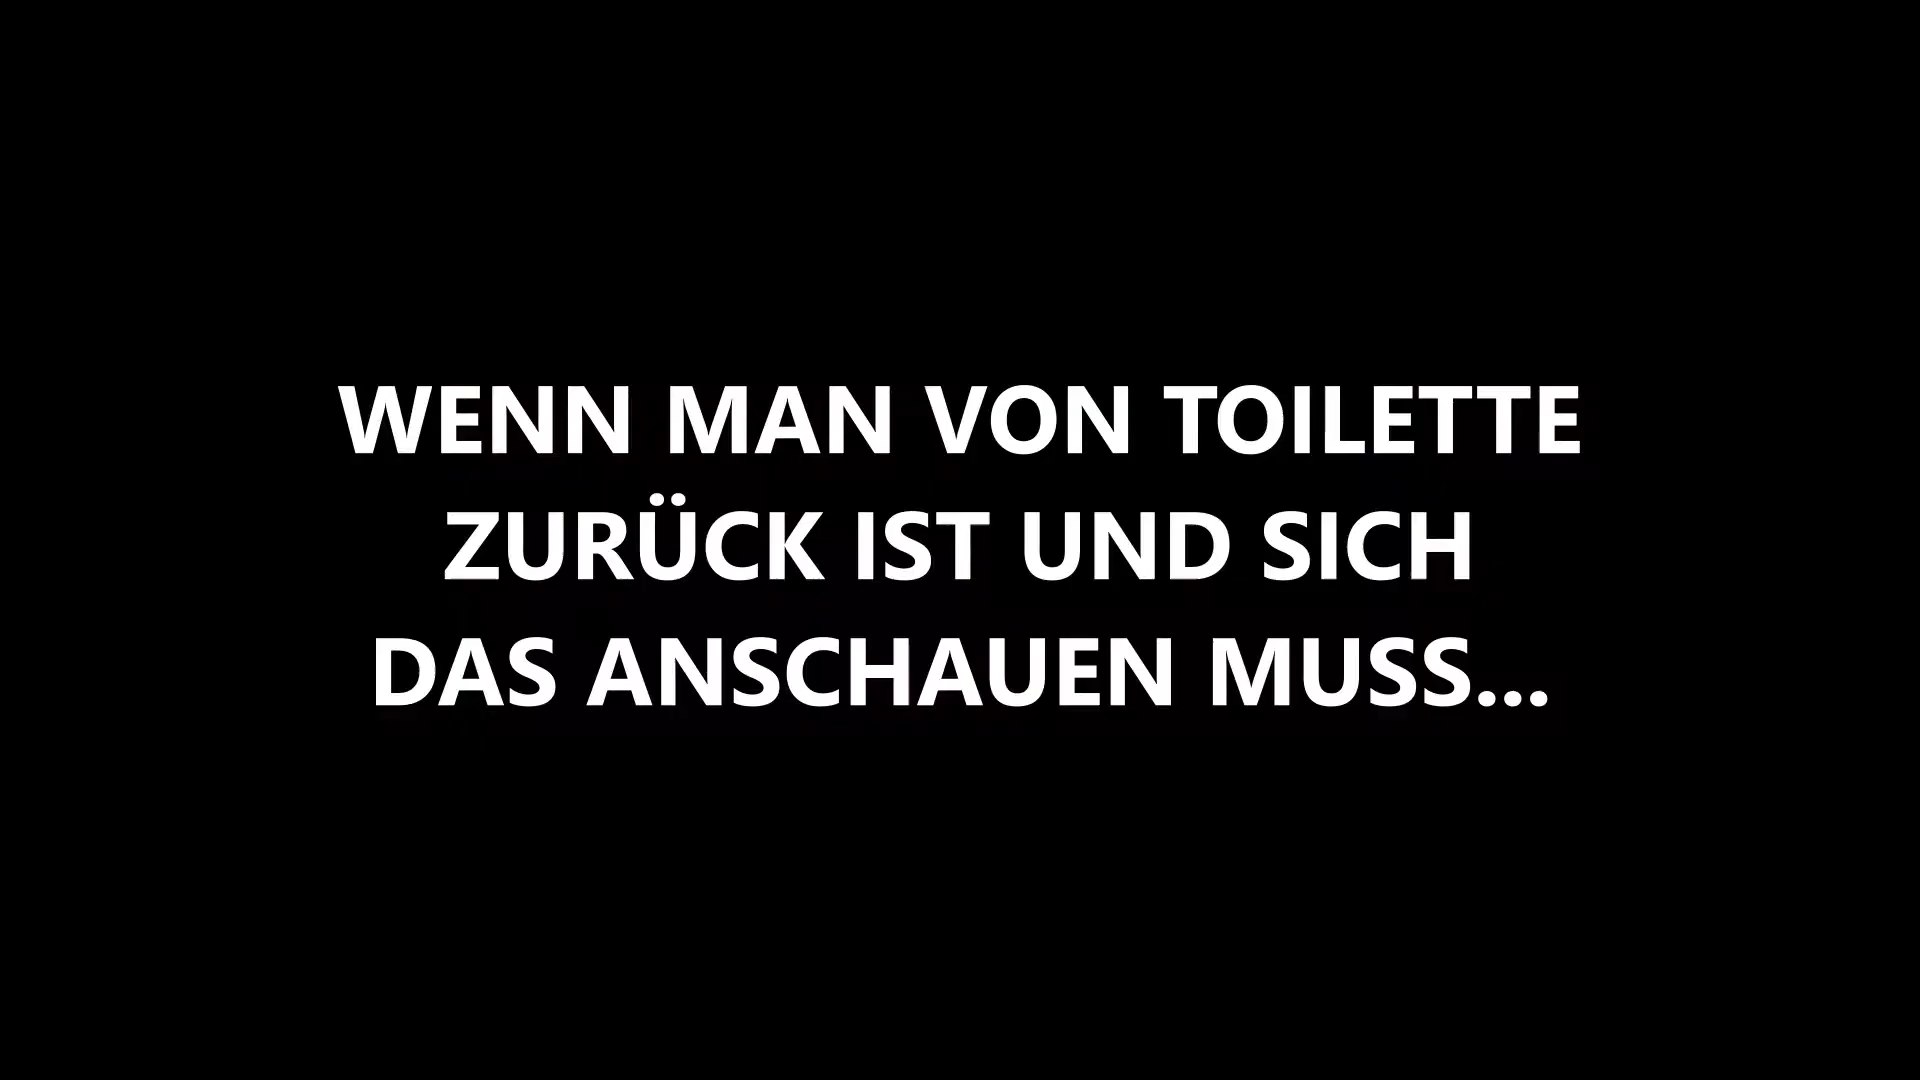 WENN MAN VON TOILETTE
ZURÜCK IST UND SICH
DAS ANSCHAUEN MUSS...